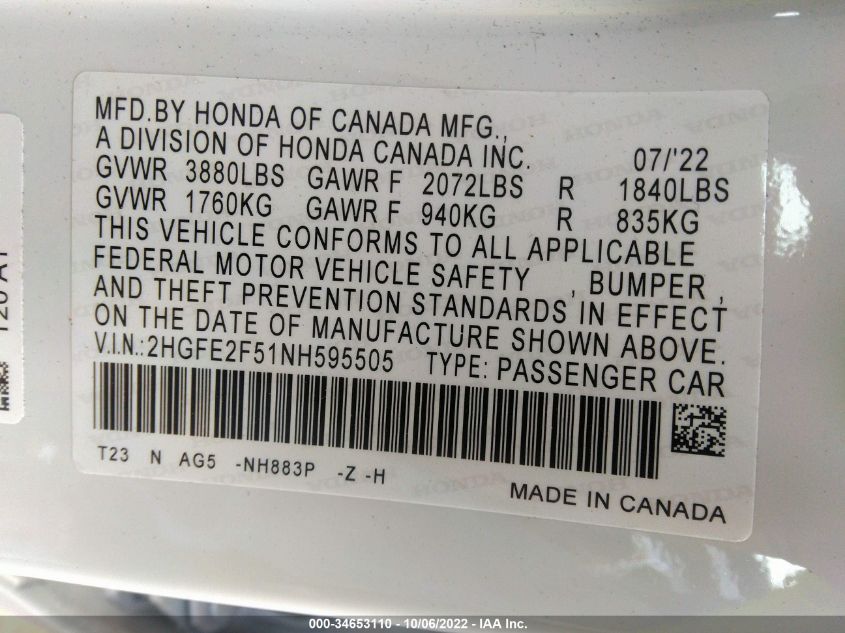 MFD.BY HONDA OF CANADA MFG.,
A DIVISION OF HONDA CANADA INC. 07/'22
GVWR 3880LBS GAWR F 2072LBS R 1840LBS
GVWR 1760KG GAWR F 940KG R 835KG
THIS VEHICLE CONFORMS TO ALL APPLICABLE
FEDERAL MOTOR VEHICLE SAFETY , BUMPER ,
AND THEFT PREVENTION STANDARDS IN EFFECT
ON THE DATE OF MANUFACTURE SHOWN ABOVE.
V.I.N.:2HGFE2F51NH595505 TYPE: PASSENGER CAR
T23 N AG5 -NH883P -Z -H
MADE IN CANADA
000-34653110 - 10/06/2022 - IAA Inc.